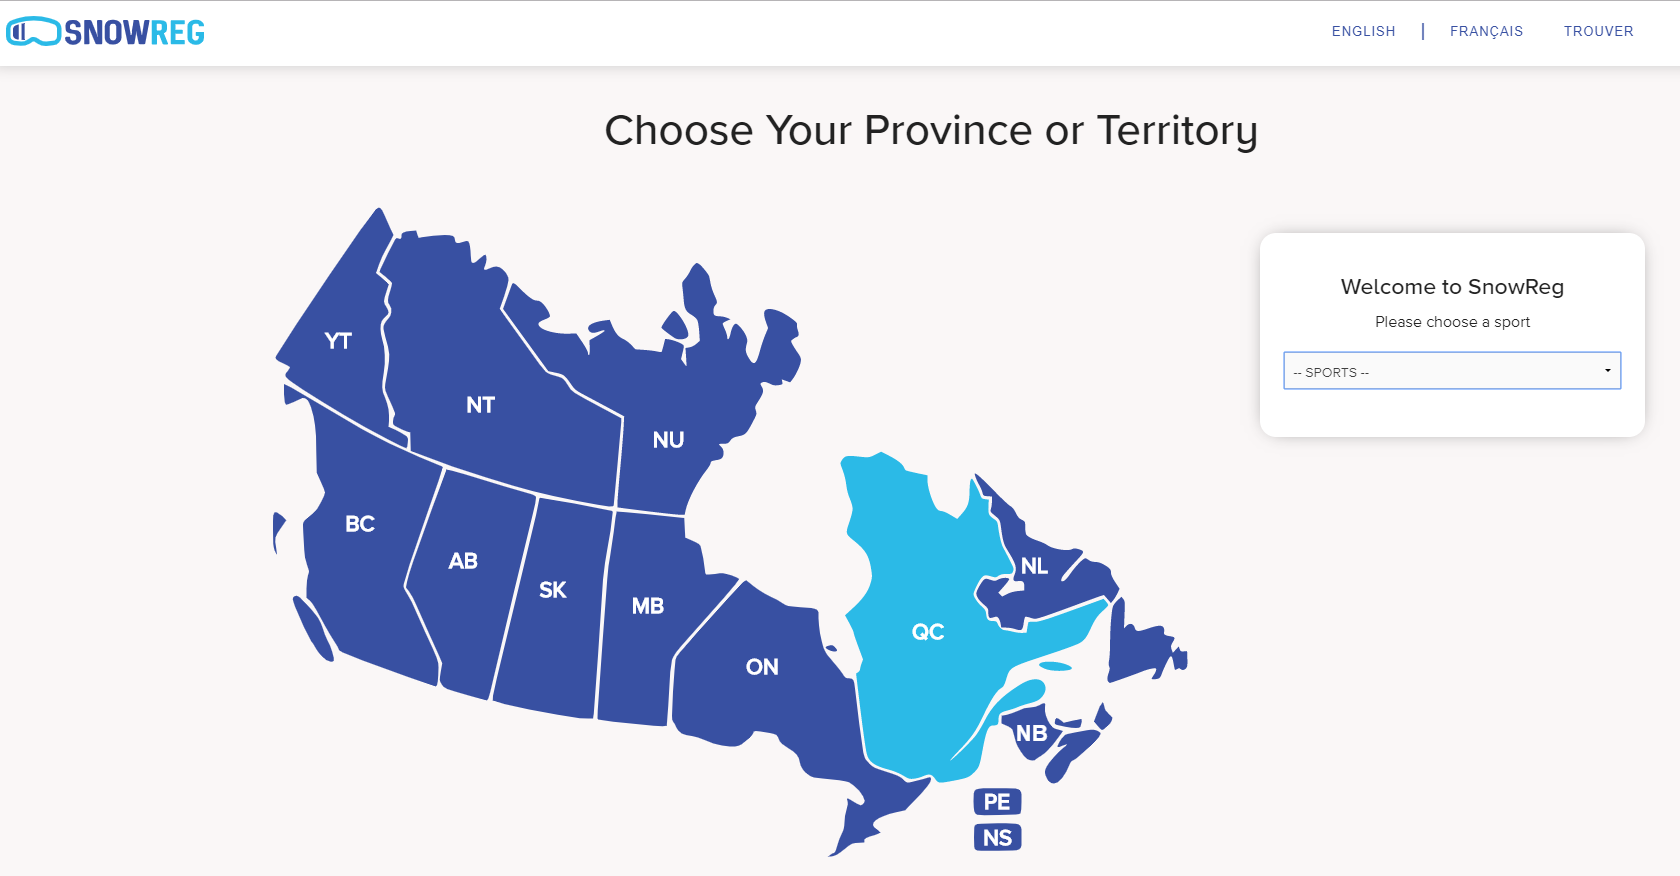 SNOWREG
ENGLISH | FRANÇAIS TROUVER
Choose Your Province or Territory
Welcome to SnowReg
Please choose a sport
-- SPORTS --
YT
NT
NU
BC
AB
SK
MB
ON
QC
NL
NB
PE
NS